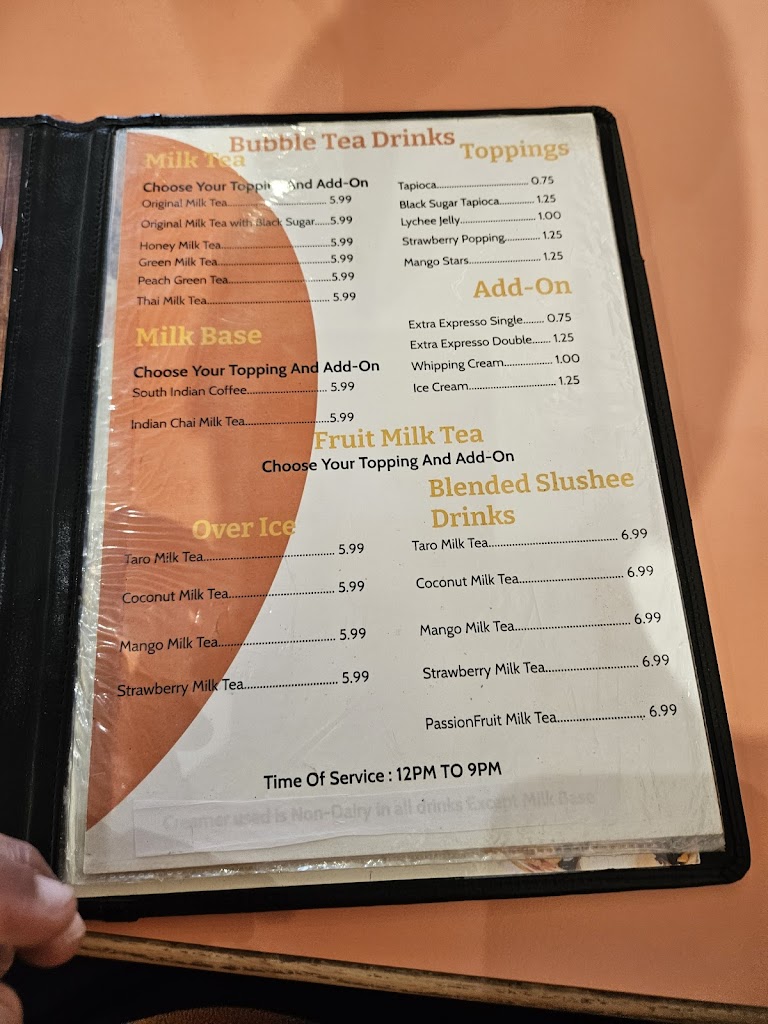 Bubble Tea Drinks
Milk Tea
Choose Your Topping And Add-On
Original Milk Tea............................... 5.99
Original Milk Tea with Black Sugar.....5.99
Honey Milk Tea..................................5.99
Green Milk Tea...................................5.99
Peach Green Tea................................5.99
Thai Milk Tea..................................... 5.99
Toppings
Tapioca............................... 0.75
Black Sugar Tapioca............ 1.25
Lychee Jelly......................... 1.00
Strawberry Popping............ 1.25
Mango Stars........................ 1.25
Add-On
Extra Expresso Single........ 0.75
Extra Expresso Double....... 1.25
Whipping Cream................ 1.00
Ice Cream............................ 1.25
Milk Base
Choose Your Topping And Add-On
South Indian Coffee......................... 5.99
Indian Chai Milk Tea..........................5.99
Fruit Milk Tea
Choose Your Topping And Add-On
Over Ice
Taro Milk Tea.................................... 5.99
Coconut Milk Tea............................. 5.99
Mango Milk Tea................................ 5.99
Strawberry Milk Tea......................... 5.99
Blended Slushee
Drinks
Taro Milk Tea.................................... 6.99
Coconut Milk Tea............................. 6.99
Mango Milk Tea................................ 6.99
Strawberry Milk Tea......................... 6.99
PassionFruit Milk Tea........................ 6.99
Time Of Service : 12PM TO 9PM
Creamer used is Non-Dairy in all drinks Except Milk Base